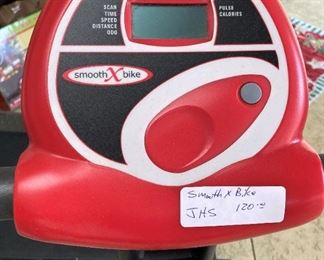 SCAN
TIME
SPEED
DISTANCE
ODO
PULSE
CALORIES
smooth X bike
Smooth X Bike
JHS 120.00